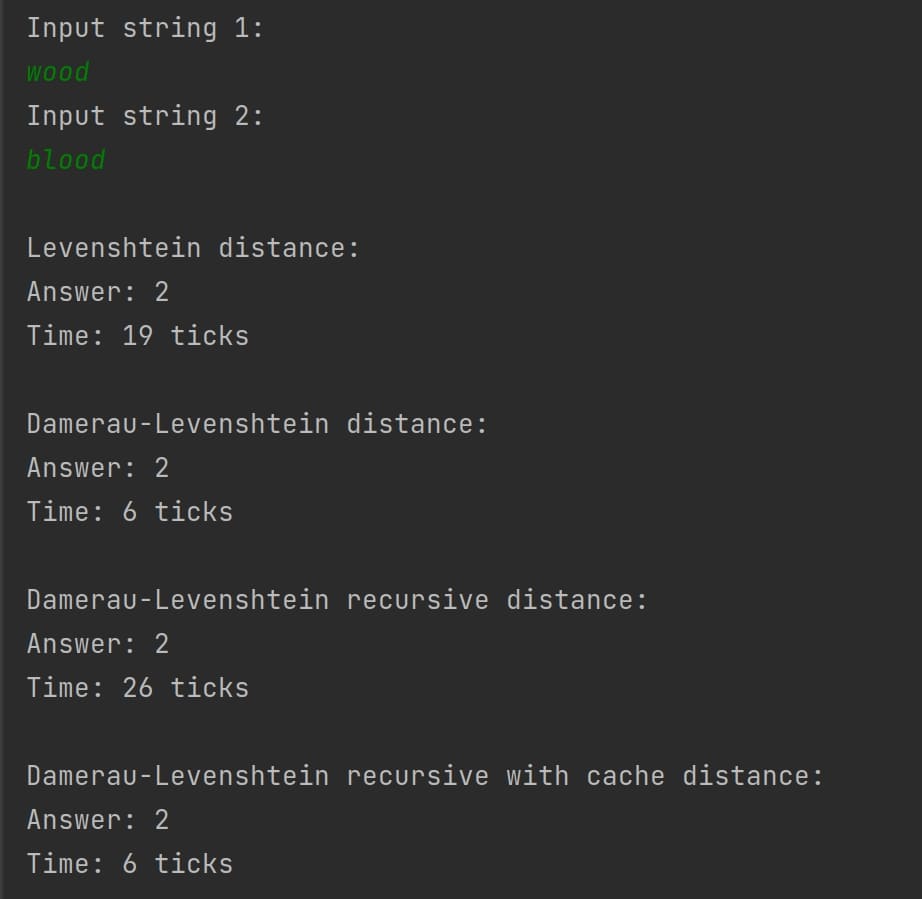 Input string 1:
wood
Input string 2:
blood
Levenshtein distance:
Answer: 2
Time: 19 ticks
Damerau-Levenshtein distance:
Answer: 2
Time: 6 ticks
Damerau-Levenshtein recursive distance:
Answer: 2
Time: 26 ticks
Damerau-Levenshtein recursive with cache distance:
Answer: 2
Time: 6 ticks